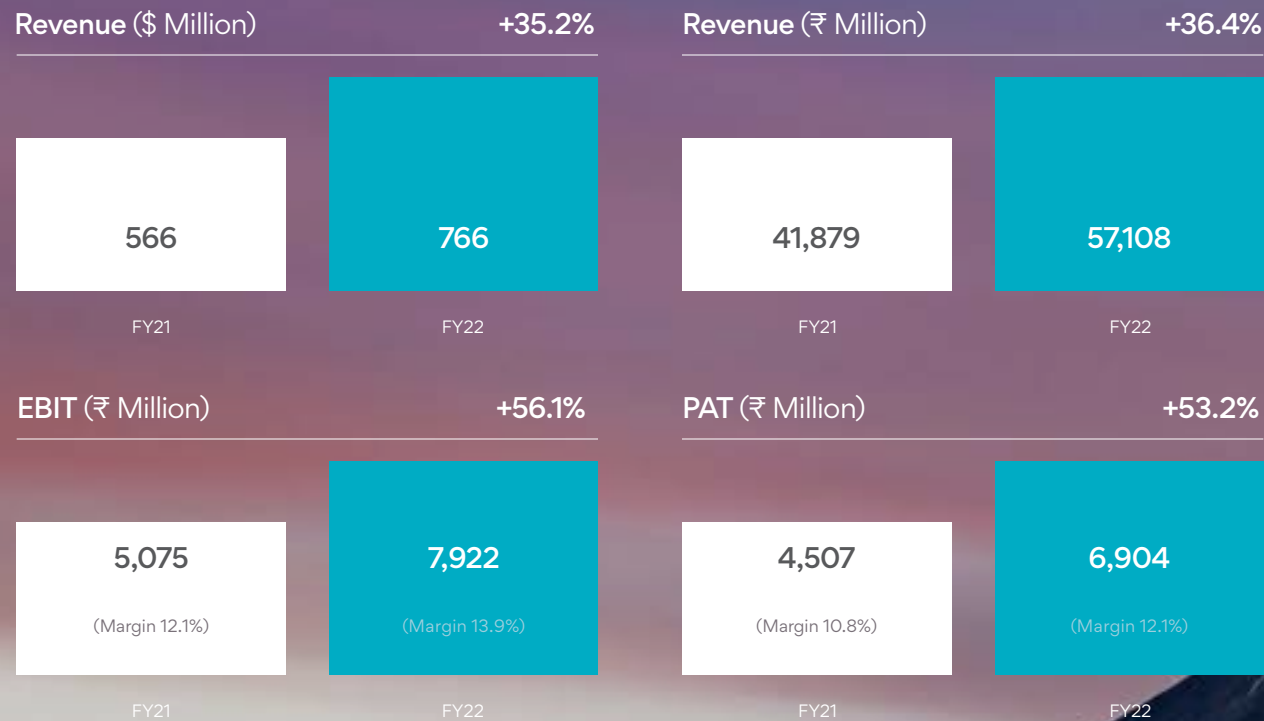 Revenue ($ Million) +35.2%
566
766
FY21
FY22
Revenue (₹ Million) +36.4%
41,879
57,108
FY21
FY22
EBIT (₹ Million) +56.1%
5,075
(Margin 12.1%)
7,922
(Margin 13.9%)
FY21
FY22
PAT (₹ Million) +53.2%
4,507
(Margin 10.8%)
6,904
(Margin 12.1%)
FY21
FY22